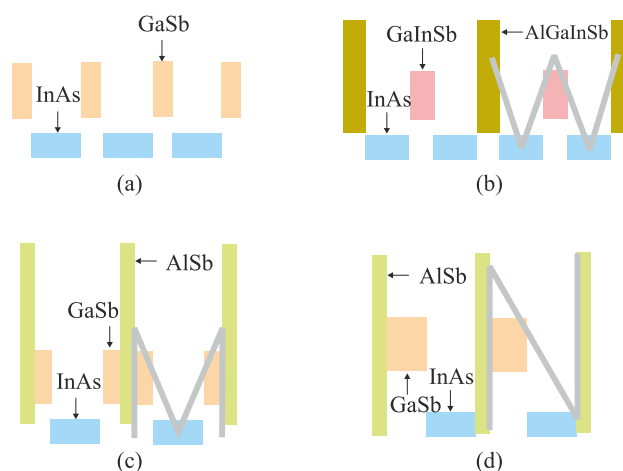 GaSb
InAs
(a)
GaInSb
AlGaInSb
InAs
(b)
AlSb
GaSb
InAs
(c)
AlSb
InAs
GaSb
(d)